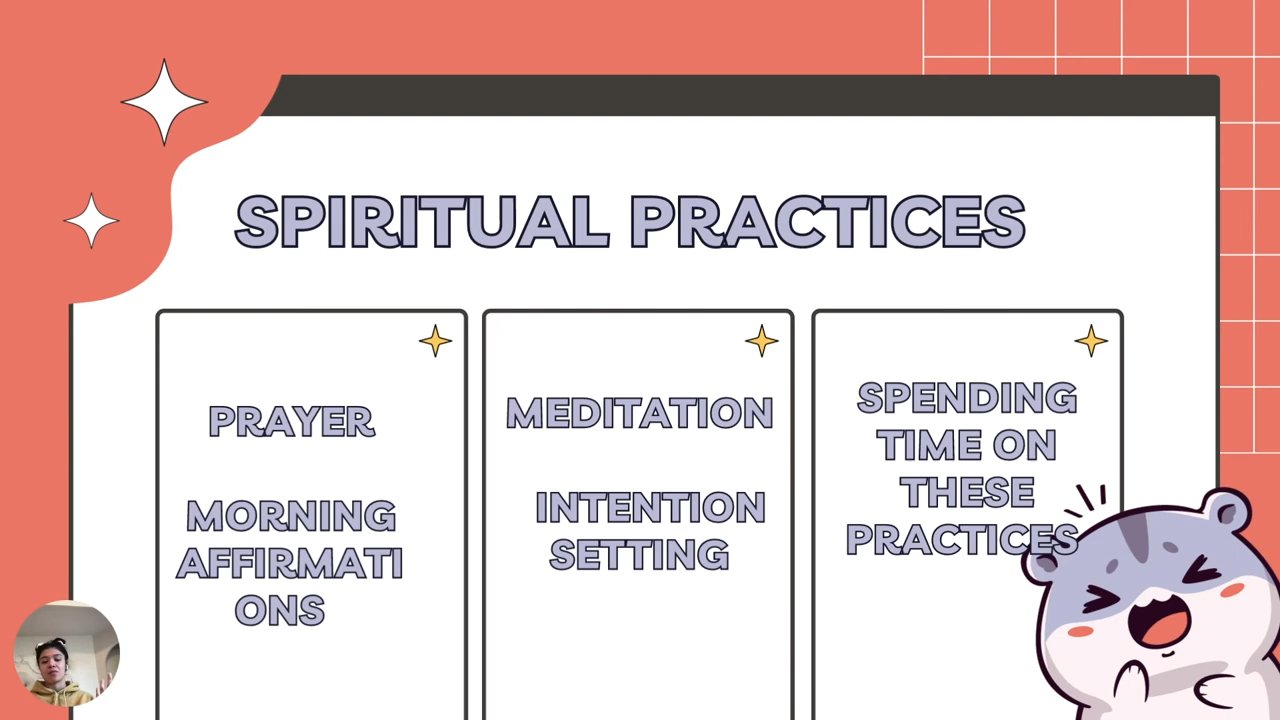 SPIRITUAL PRACTICES
PRAYER
MORNING
AFFIRMATI
ONS
MEDITATION
INTENTION
SETTING
SPENDING
TIME ON
THESE
PRACTICES